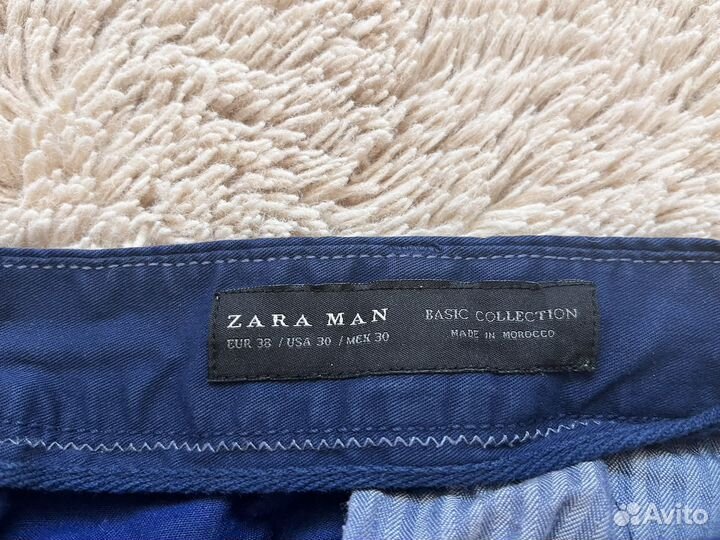 ZARA MAN
EUR 38 / USA 30 / MEX 30
BASIC COLLECTION
MADE IN MOROCCO
Avito